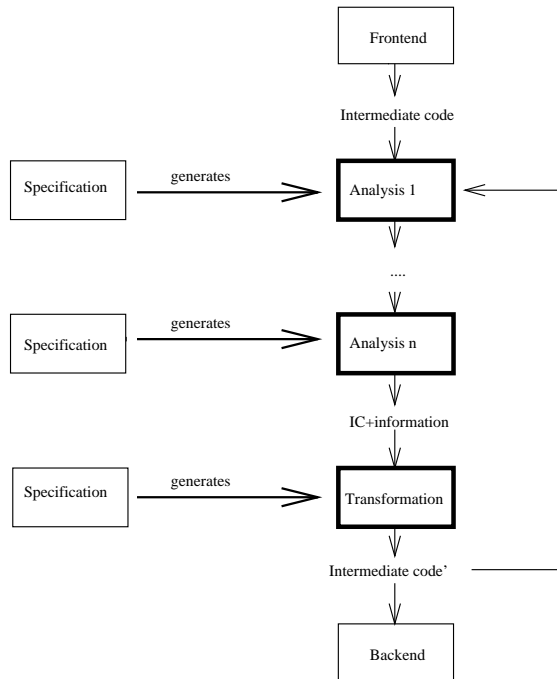 Frontend
Intermediate code
Specification
generates
Analysis 1
....
Specification
generates
Analysis n
IC+information
Specification
generates
Transformation
Intermediate code’
Backend